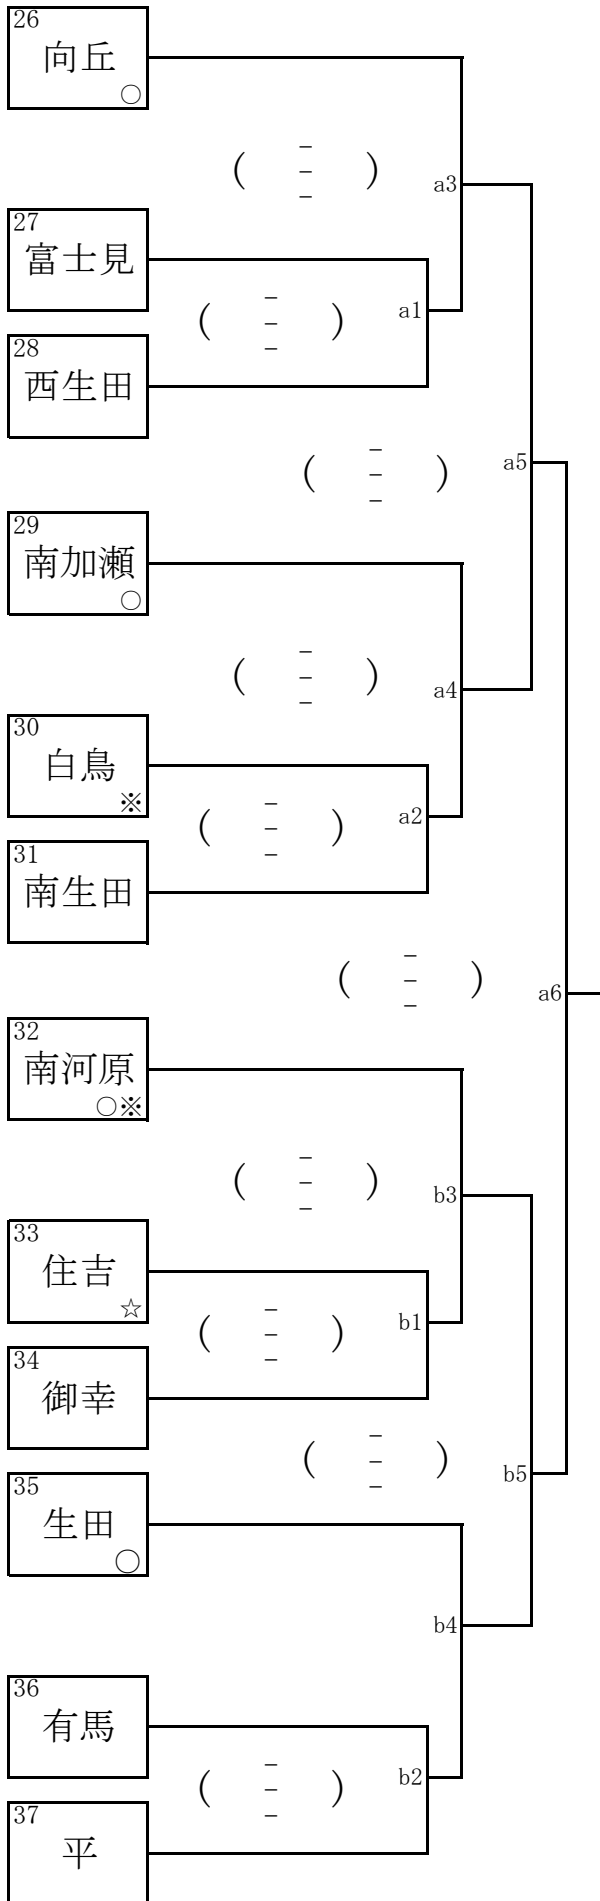 26
向丘
○
( - - - )
a3
27
富士見
( - - - )
a1
28
西生田
( - - - )
a5
29
南加瀬
○
( - - - )
a4
30
白鳥
※
( - - - )
a2
31
南生田
( - - - )
a6
32
南河原
○※
( - - - )
b3
33
住吉
☆
( - - - )
b1
34
御幸
( - - - )
b5
35
生田
○
b4
36
有馬
( - - - )
b2
37
平